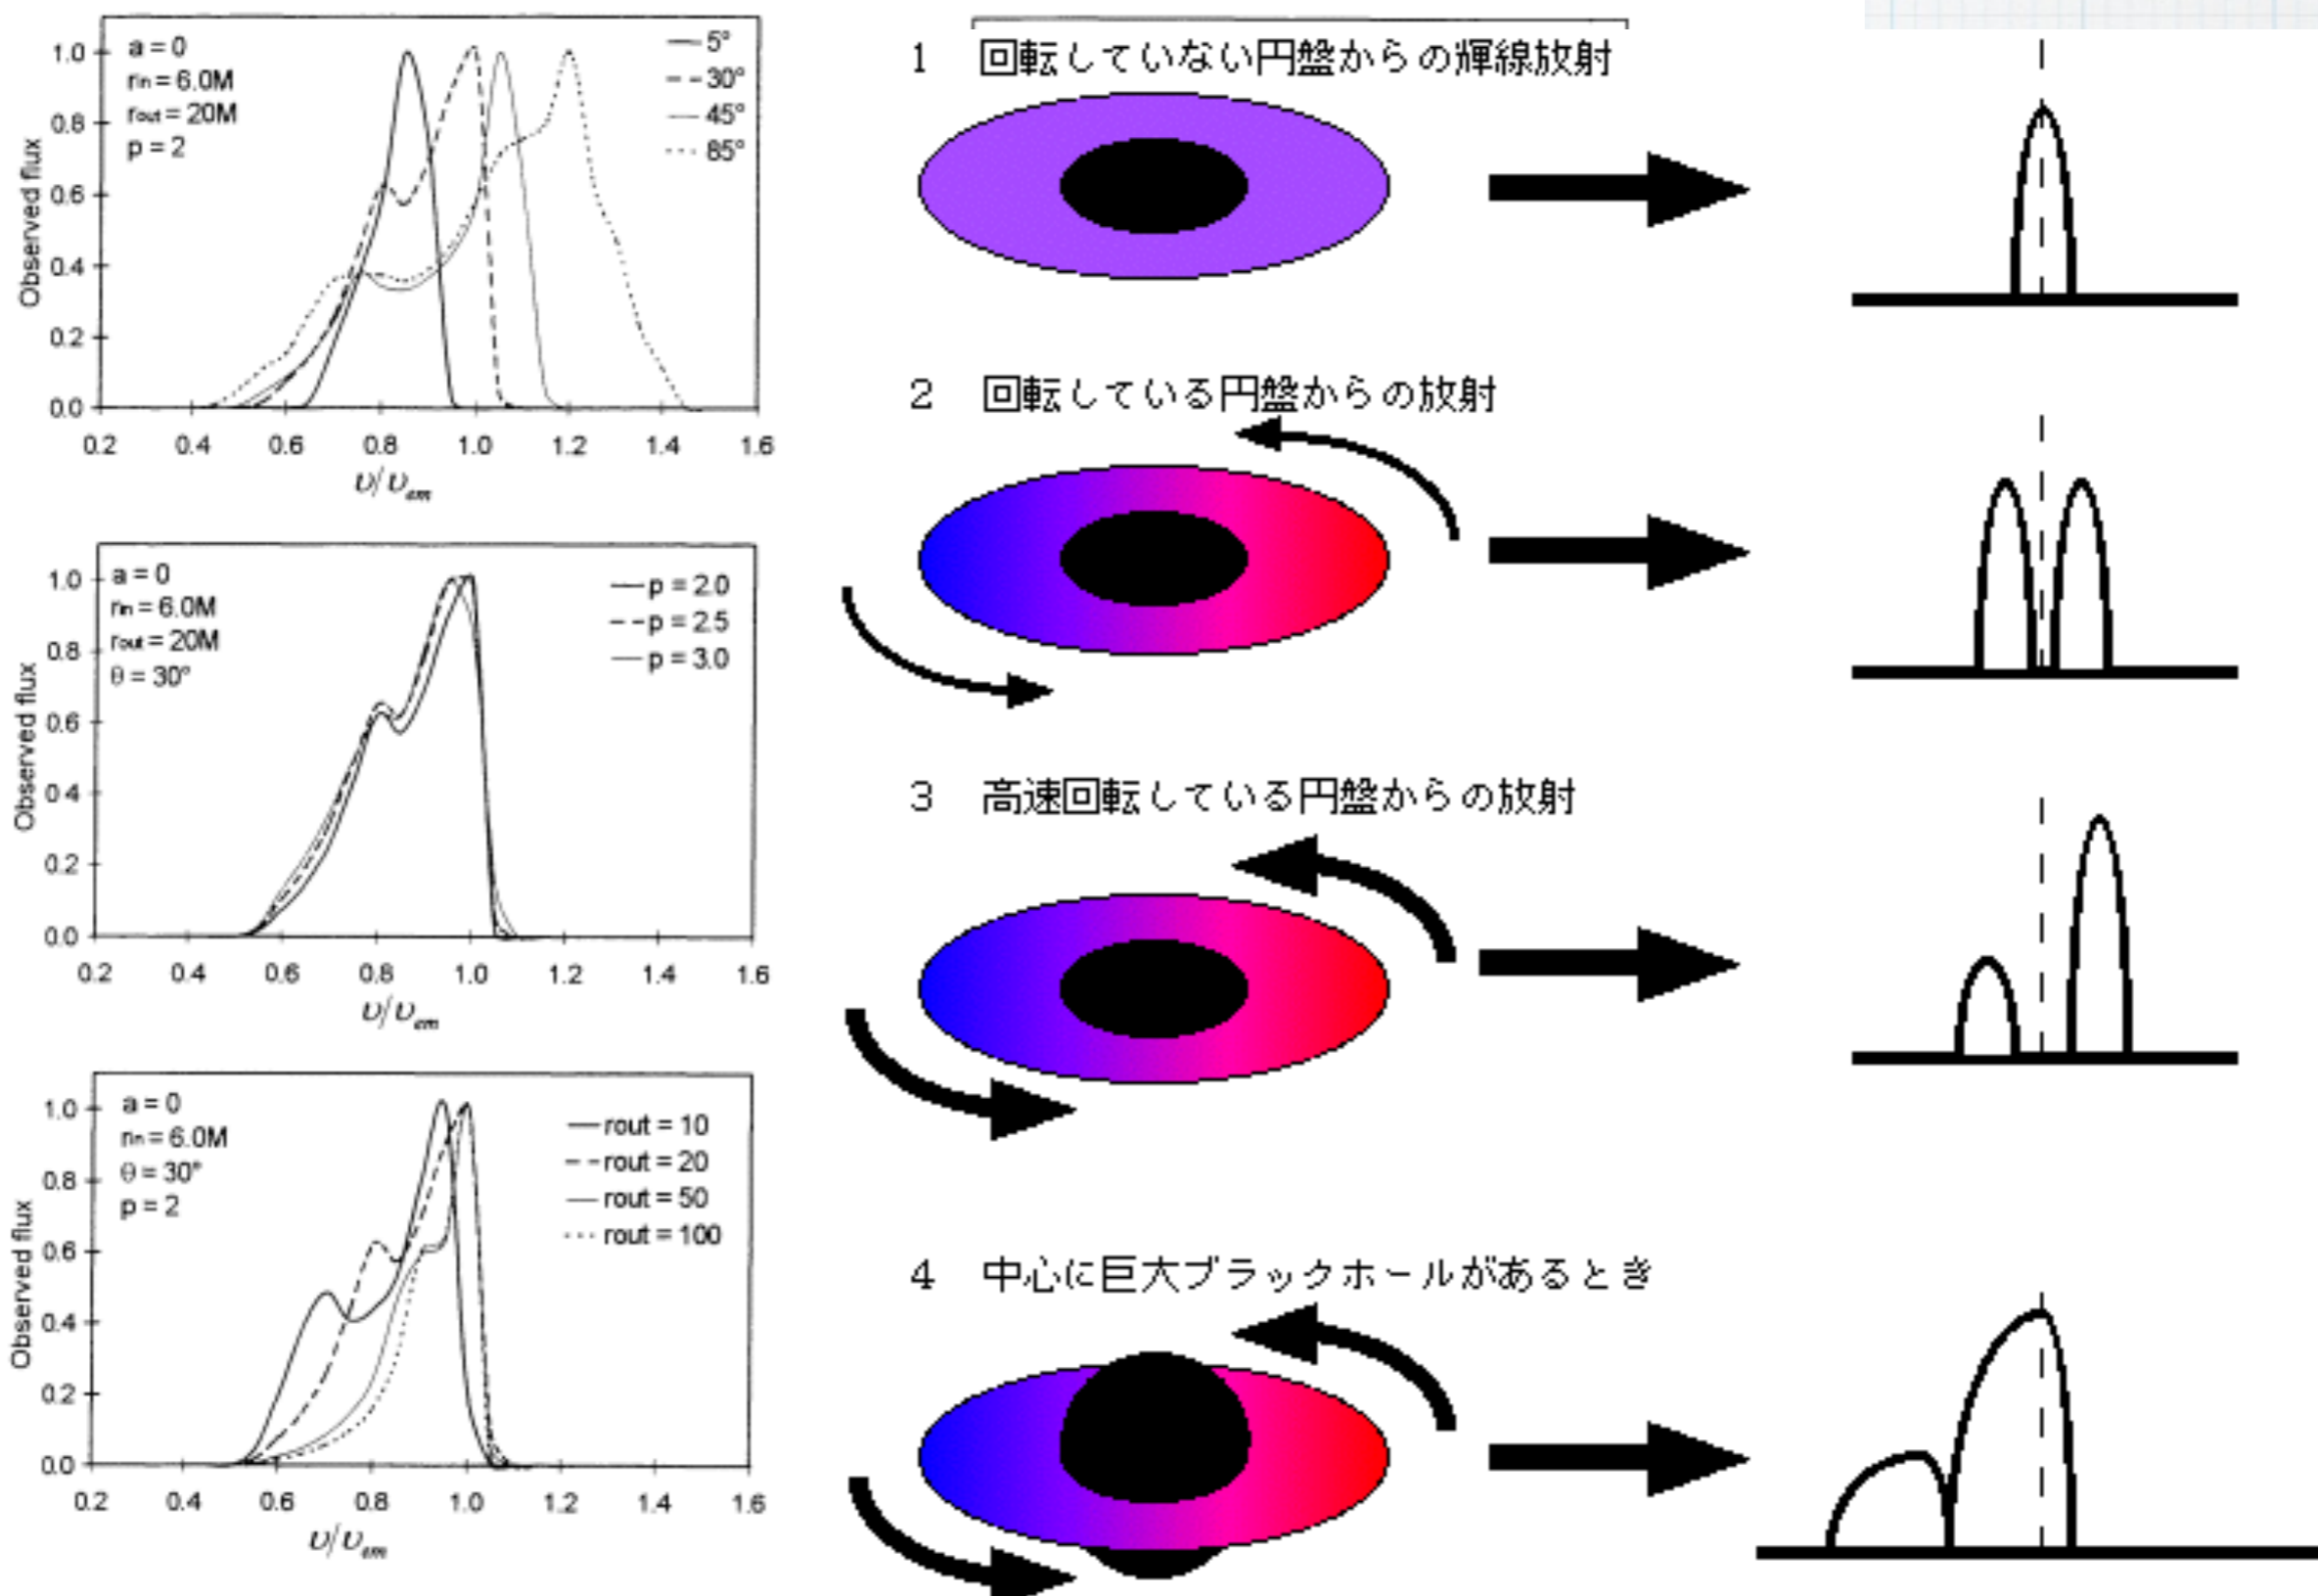 a = 0
rin = 6.0M
rout = 20M
p = 2
5°
30°
45°
85°
Observed flux
1.0
0.8
0.6
0.4
0.2
0.0
0.2 0.4 0.6 0.8 1.0 1.2 1.4 1.6
υ/υem
a = 0
rin = 6.0M
rout = 20M
θ = 30°
p = 2.0
p = 2.5
p = 3.0
Observed flux
1.0
0.8
0.6
0.4
0.2
0.0
0.2 0.4 0.6 0.8 1.0 1.2 1.4 1.6
υ/υem
a = 0
rin = 6.0M
θ = 30°
p = 2
rout = 10
rout = 20
rout = 50
rout = 100
Observed flux
1.0
0.8
0.6
0.4
0.2
0.0
0.2 0.4 0.6 0.8 1.0 1.2 1.4 1.6
υ/υem
1 回転していない円盤からの輝線放射
2 回転している円盤からの放射
3 高速回転している円盤からの放射
4 中心に巨大ブラックホールがあるとき